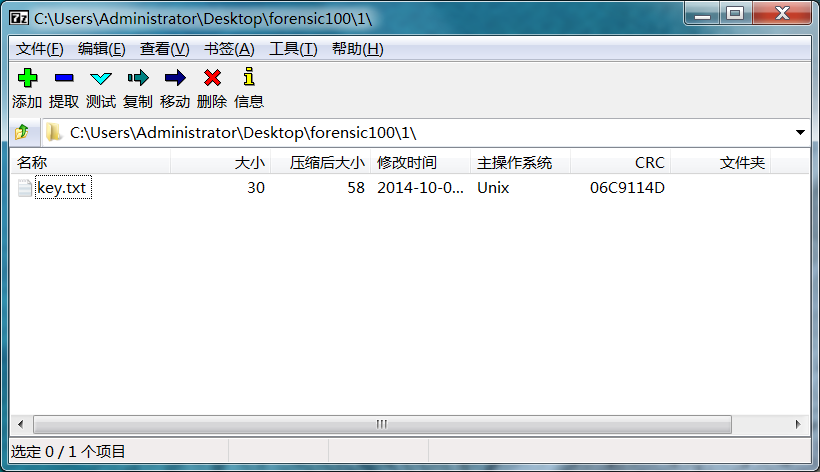 C:\Users\Administrator\Desktop\forensic100\1\
文件(F) 编辑(E) 查看(V) 书签(A) 工具(T) 帮助(H)
添加 提取 测试 复制 移动 删除 信息
C:\Users\Administrator\Desktop\forensic100\1\
名称 大小 压缩后大小 修改时间 主操作系统 CRC 文件夹
key.txt 30 58 2014-10-0... Unix 06C9114D
选定 0 / 1 个项目